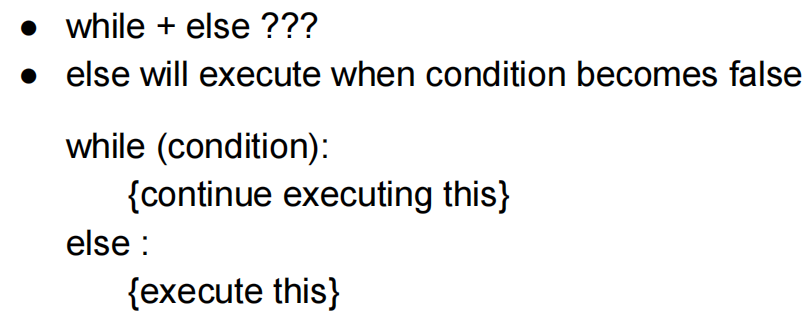 ● while + else ???
● else will execute when condition becomes false
while (condition):
{continue executing this}
else :
{execute this}